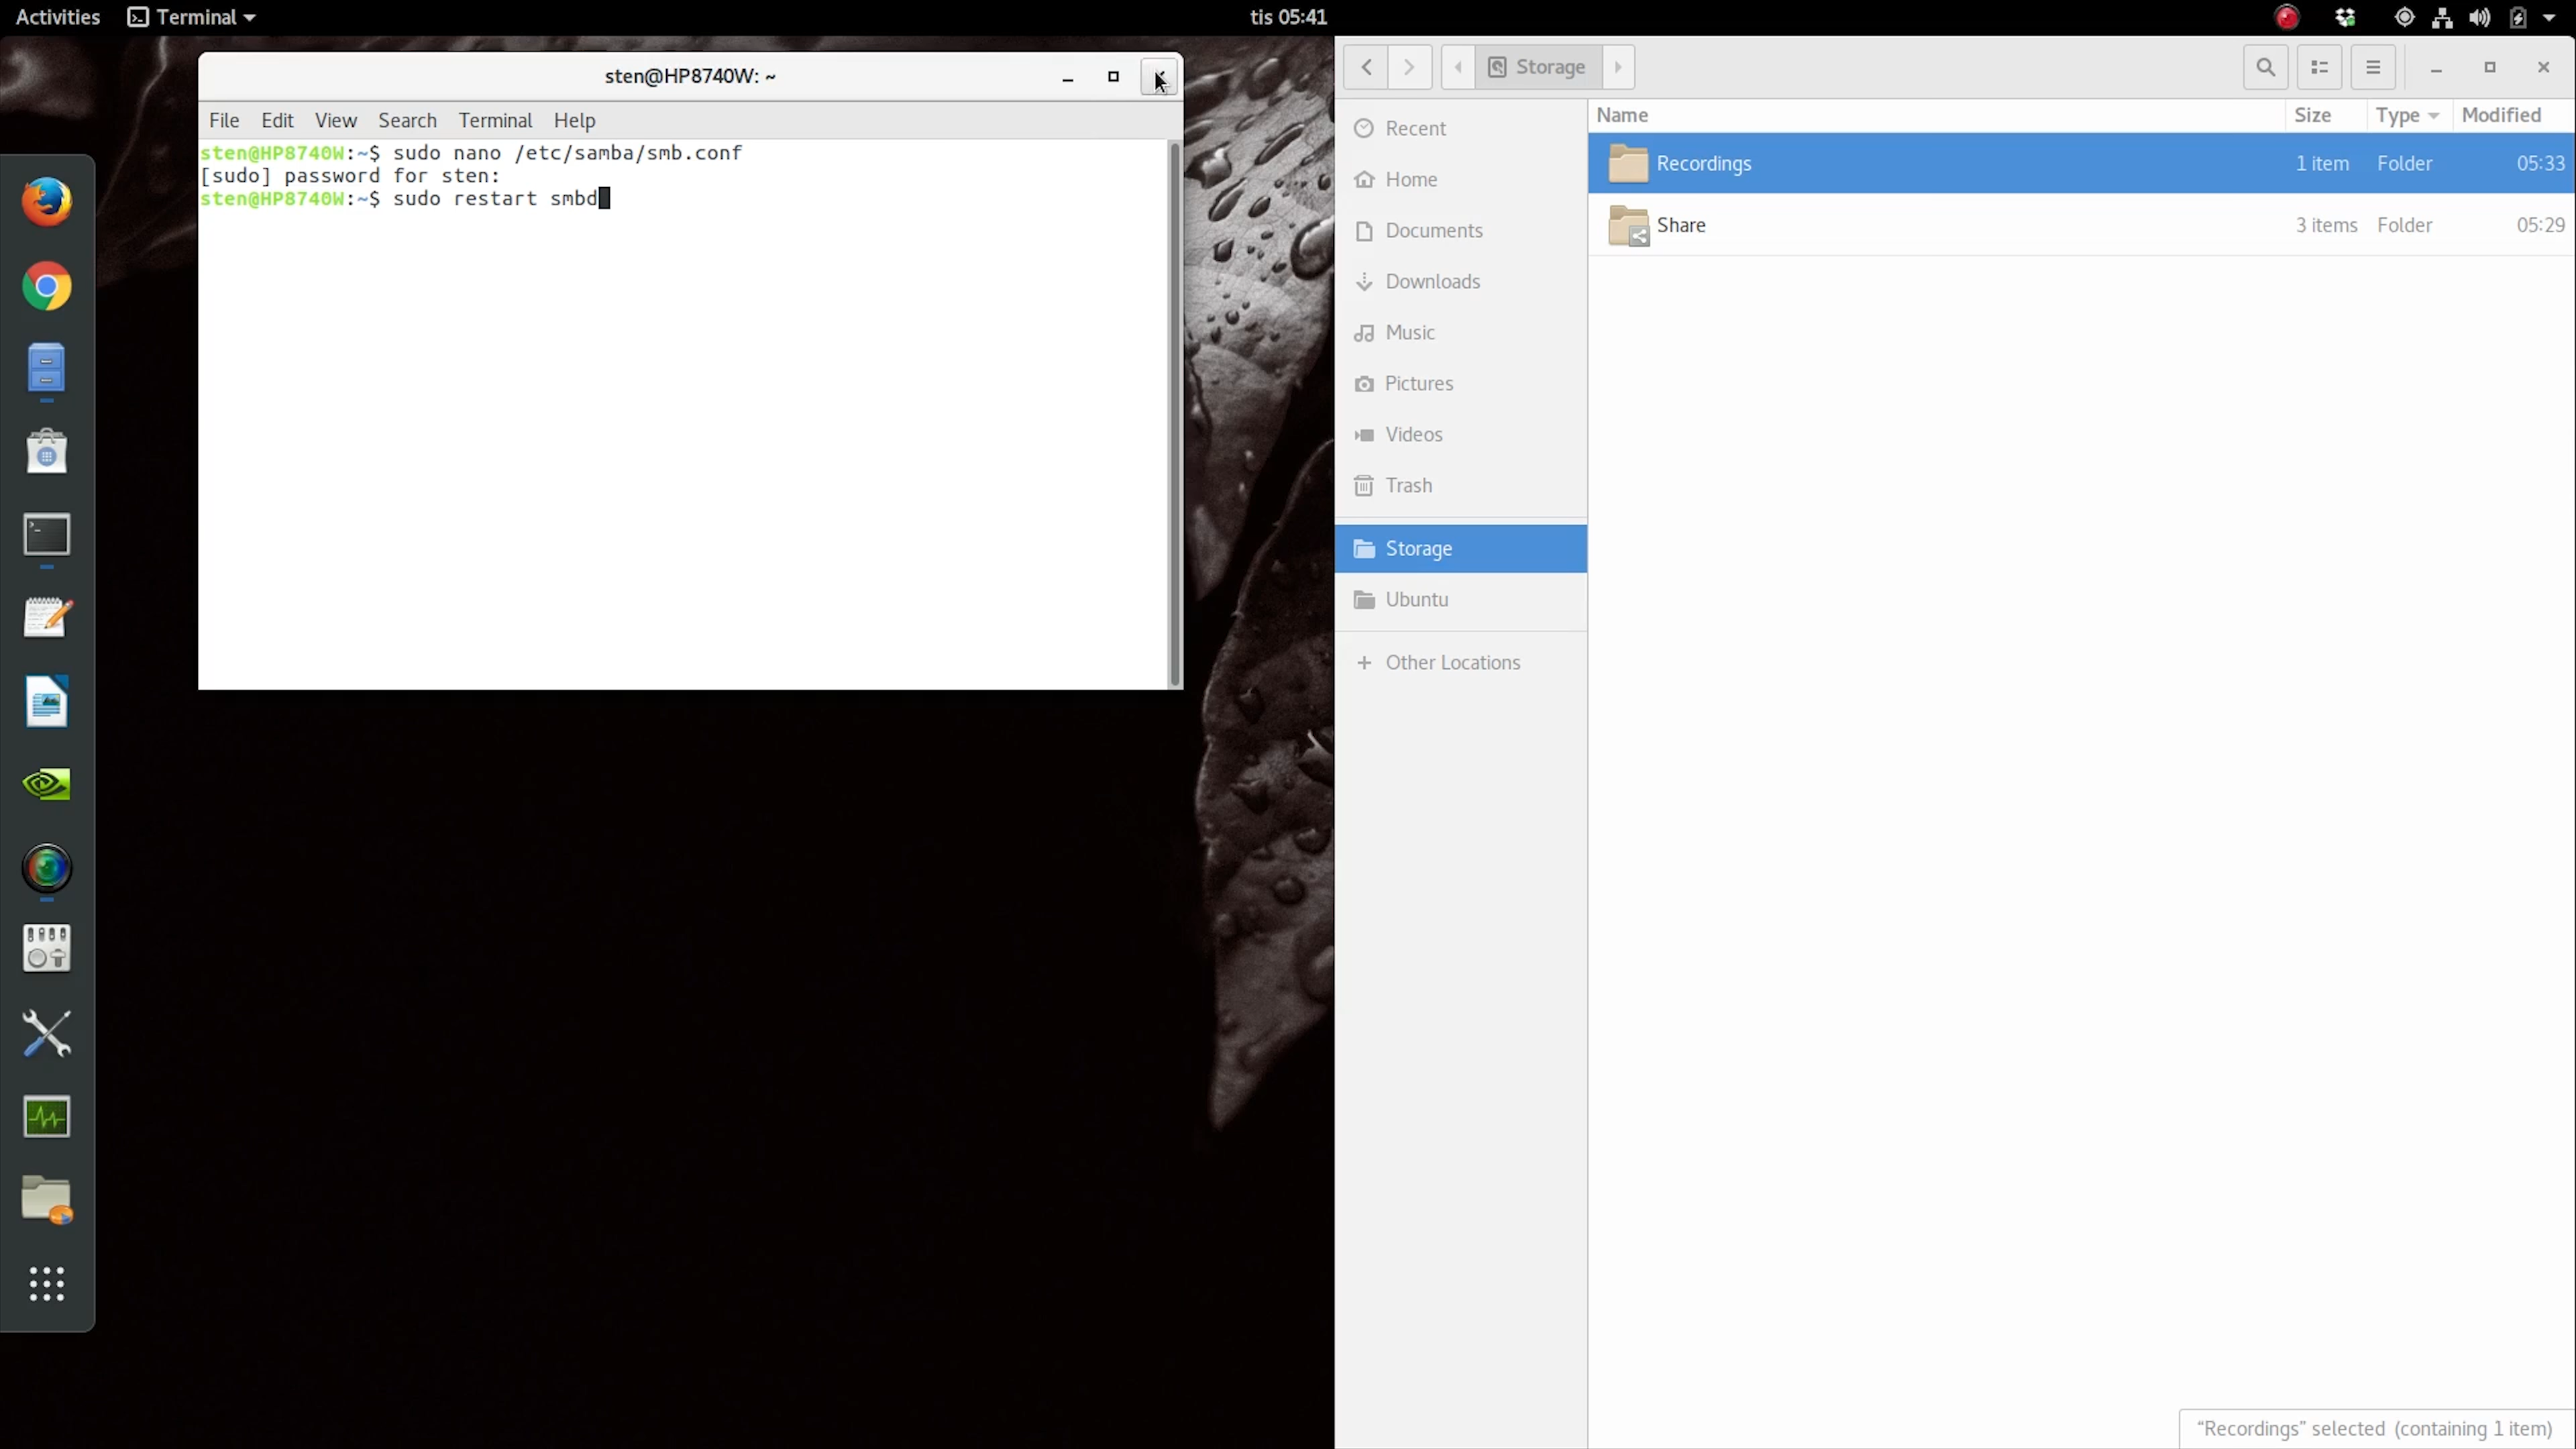 Activities Terminal tis 05:41
sten@HP8740W: ~
File Edit View Search Terminal Help
sten@HP8740W:~$ sudo nano /etc/samba/smb.conf
[sudo] password for sten:
sten@HP8740W:~$ sudo restart smbd
Storage
Recent
Home
Documents
Downloads
Music
Pictures
Videos
Trash
Storage
Ubuntu
+ Other Locations
Name Size Type Modified
Recordings 1 item Folder 05:33
Share 3 items Folder 05:29
“Recordings” selected (containing 1 item)